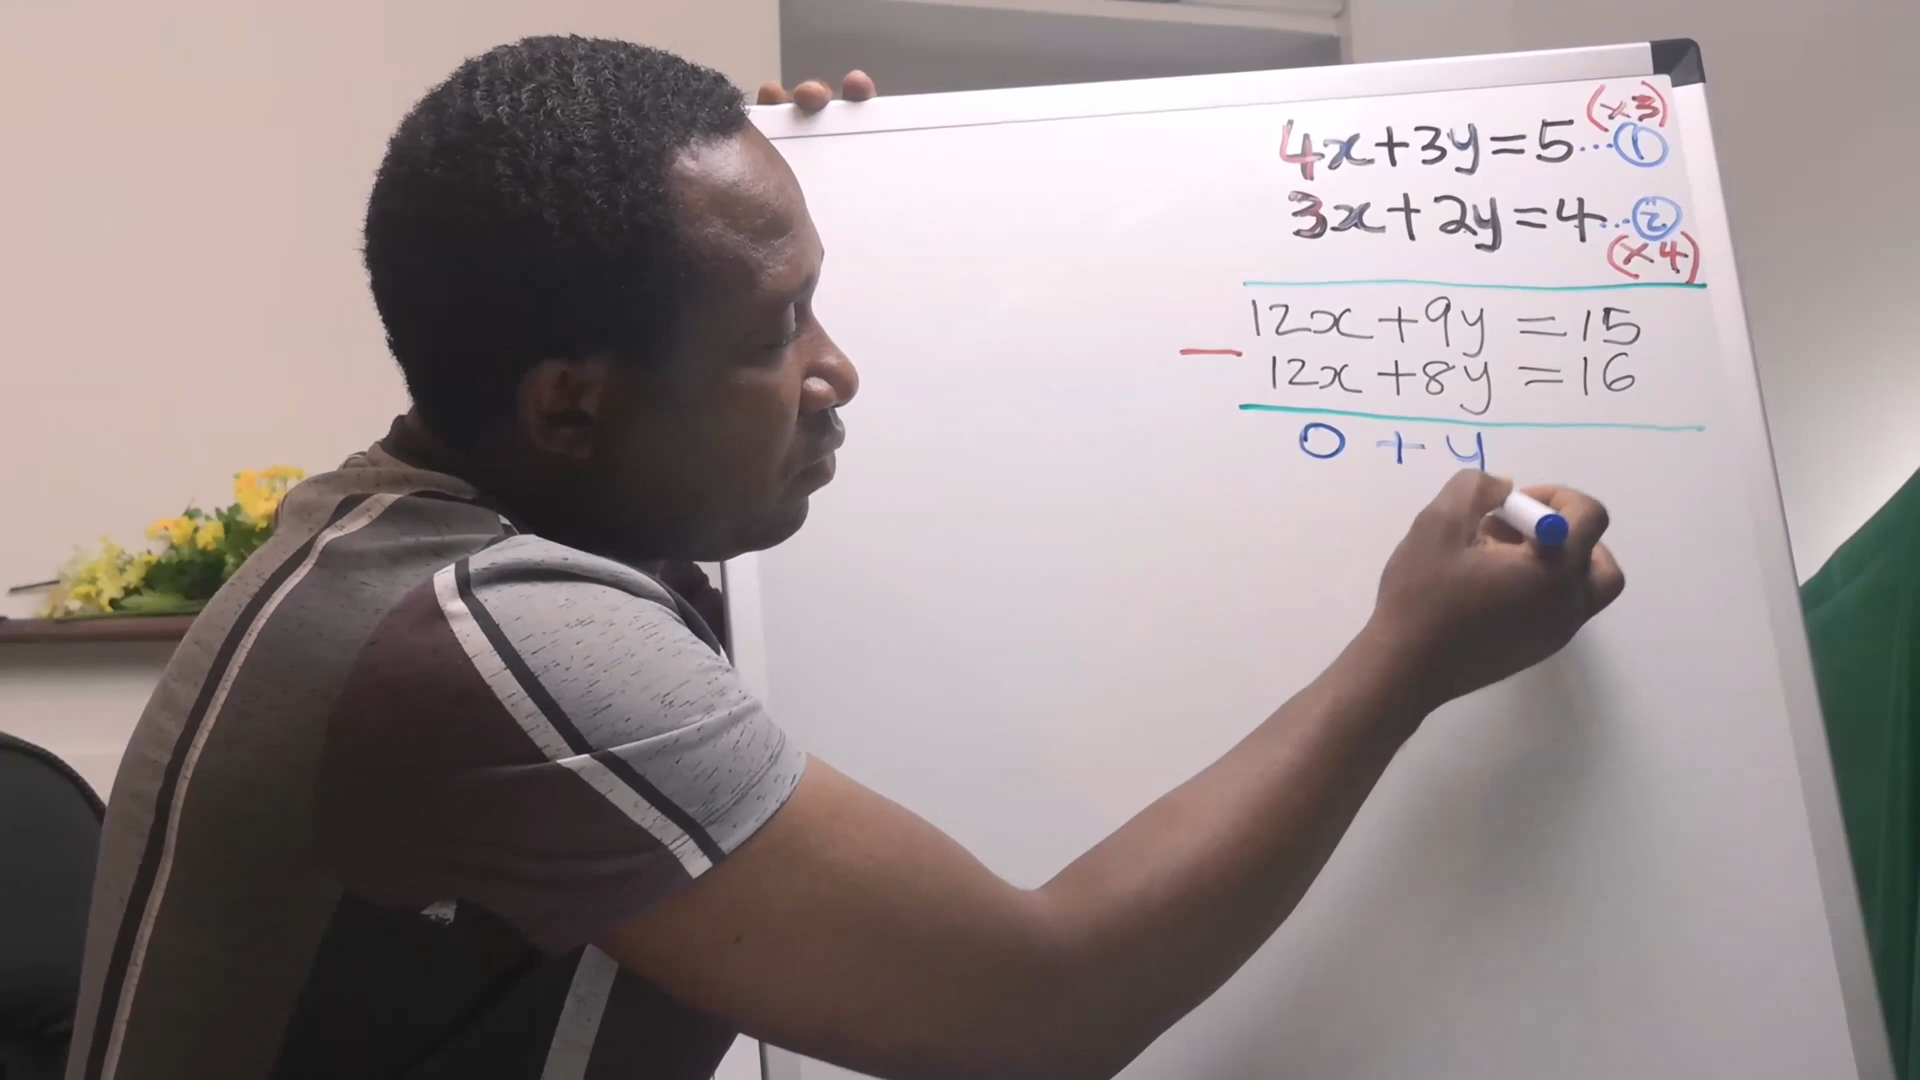 (×3)
4x+3y=5...①
3x+2y=4...②
(×4)
12x+9y=15
—
12x+8y=16
0+y